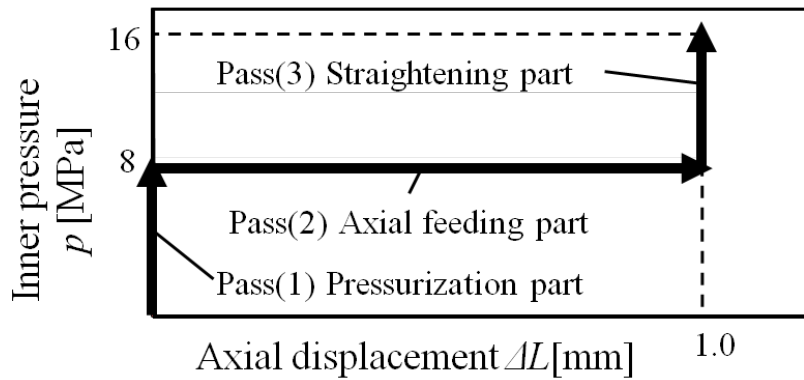 16
Pass(3) Straightening part
8
Pass(2) Axial feeding part
Pass(1) Pressurization part
Inner pressure
p [MPa]
Axial displacement ΔL[mm]
1.0